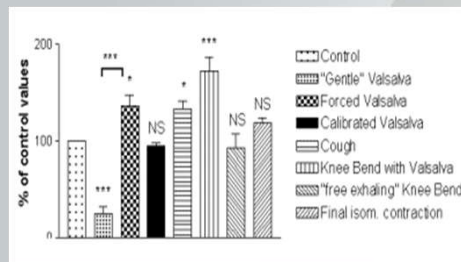 % of control values
200
100
0
***
***
*
NS
*
***
NS
NS
Control
"Gentle" Valsalva
Forced Valsalva
Calibrated Valsalva
Cough
Knee Bend with Valsalva
"free exhaling" Knee Bend
Final isom. contraction